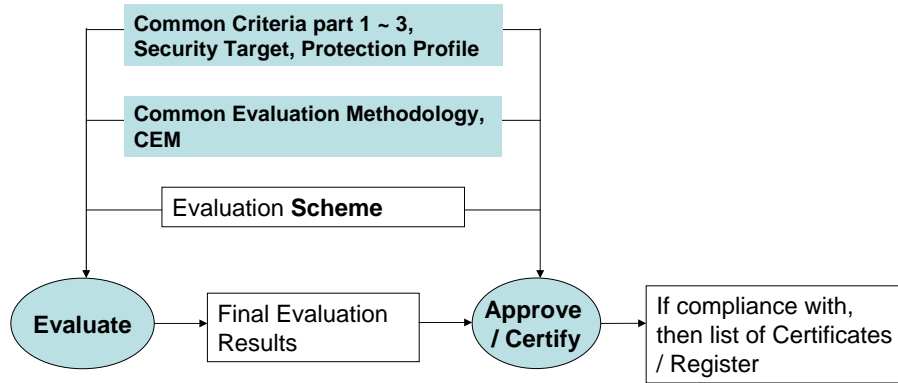 Common Criteria part 1 ~ 3,
Security Target, Protection Profile
Common Evaluation Methodology,
CEM
Evaluation Scheme
Evaluate
Final Evaluation
Results
Approve
/ Certify
If compliance with,
then list of Certificates
/ Register